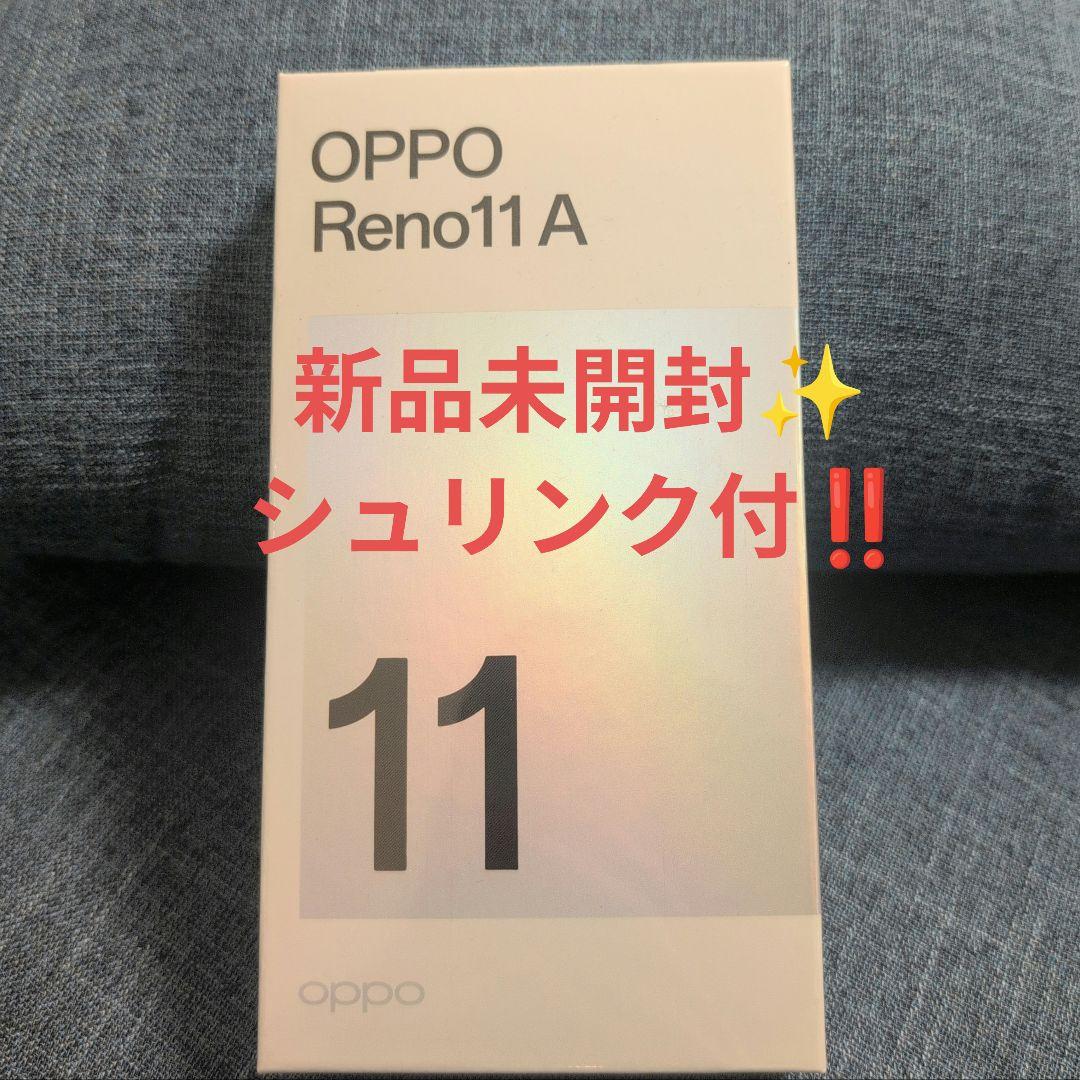 OPPO
Reno11 A
新品未開封✨
シュリンク付‼️
11
oppo